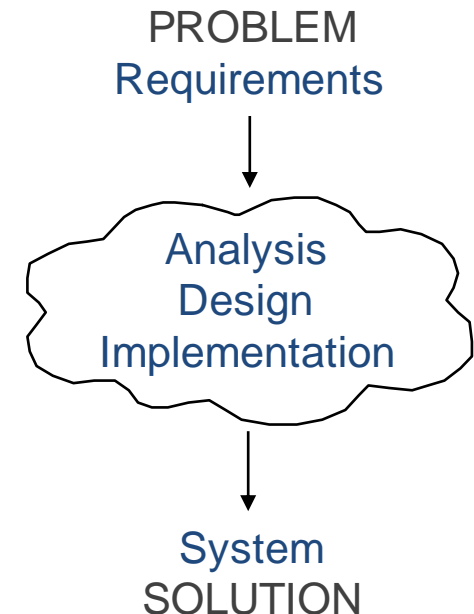 PROBLEM
Requirements
Analysis
Design
Implementation
System
SOLUTION